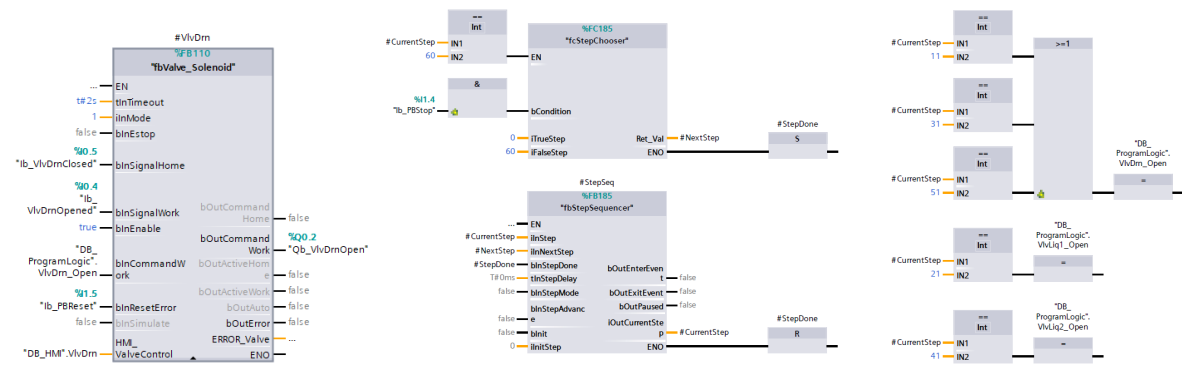 #VlvDrn
%FB110
"fbValve_Solenoid"
... EN
t#2s tInTimeout
1 iInMode
false bInEstop
%I0.5
"Ib_VlvDrnClosed" bInSignalHome
%I0.4
"Ib_
VlvDrnOpened" bInSignalWork
true bInEnable
bOutCommand
Home false
bOutCommand %Q0.2
Work "Qb_VlvDrnOpen"
"DB_
ProgramLogic".
VlvDrn_Open bInCommandW
ork
bOutActiveHom
e false
%I1.5
"Ib_PBReset" bInResetError
bOutActiveWork false
bOutAuto false
false bInSimulate
bOutError false
HMI_
"DB_HMI".VlvDrn ValveControl
ERROR_Valve ...
ENO
==
Int
#CurrentStep IN1
60 IN2
%FC185
"fcStepChooser"
EN
&
%I1.4
"Ib_PBStop"
bCondition
0 iTrueStep
60 iFalseStep
Ret_Val #NextStep
ENO
#StepDone
S
#StepSeq
%FB185
"fbStepSequencer"
... EN
#CurrentStep iInStep
#NextStep iInNextStep
#StepDone bInStepDone
T#0ms tInStepDelay
false bInStepMode
bInStepAdvanc
false e
false bInit
0 iInitStep
bOutEnterEven
t false
bOutExitEvent false
bOutPaused false
iOutCurrentSte
p #CurrentStep
ENO
#StepDone
R
==
Int
#CurrentStep IN1
11 IN2
>=1
==
Int
#CurrentStep IN1
31 IN2
==
Int
#CurrentStep IN1
51 IN2
"DB_
ProgramLogic".
VlvDrn_Open
=
==
Int
#CurrentStep IN1
21 IN2
"DB_
ProgramLogic".
VlvLiq1_Open
=
==
Int
#CurrentStep IN1
41 IN2
"DB_
ProgramLogic".
VlvLiq2_Open
=